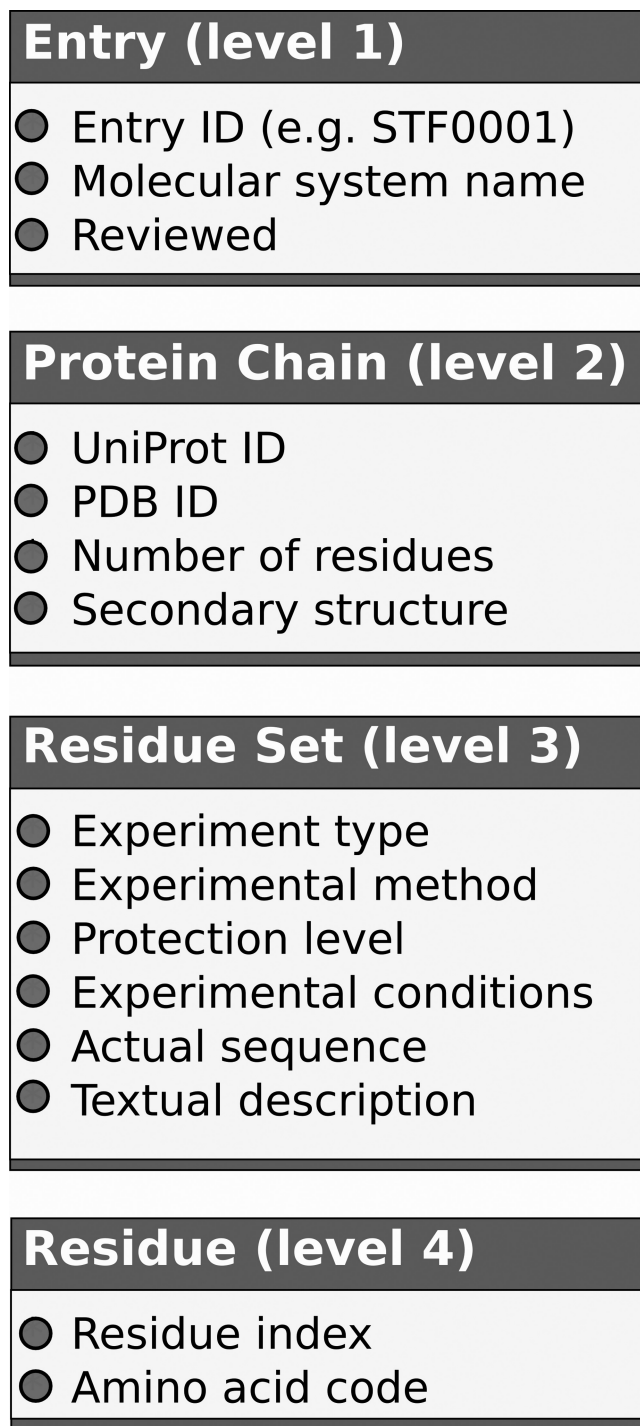 Entry (level 1)
Entry ID (e.g. STF0001)
Molecular system name
Reviewed
Protein Chain (level 2)
UniProt ID
PDB ID
Number of residues
Secondary structure
Residue Set (level 3)
Experiment type
Experimental method
Protection level
Experimental conditions
Actual sequence
Textual description
Residue (level 4)
Residue index
Amino acid code